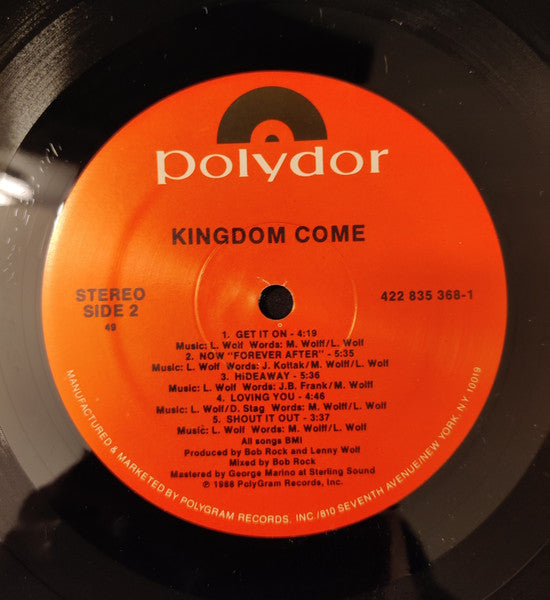 polydor
KINGDOM COME
STEREO
SIDE 2
49
422 835 368-1
1. GET IT ON - 4:19
Music: L. Wolf Words: M. Wolff/L. Wolf
2. NOW "FOREVER AFTER" - 5:35
Music: L. Wolf Words: J. Kottak/M. Wolff/L. Wolf
3. HiDEAWAY - 5:36
Music: L. Wolf Words: J.B. Frank/M. Wolff
4. LOVING YOU - 4:46
Music: L. Wolf/D. Stag Words: M. Wolff/L. Wolf
5. SHOUT IT OUT - 3:37
Music: L. Wolf Words: M. Wolff/L. Wolf
All songs BMI
Produced by Bob Rock and Lenny Wolf
Mixed by Bob Rock
Mastered by George Marino at Sterling Sound
℗ 1988 PolyGram Records, Inc.
MANUFACTURED & MARKETED BY POLYGRAM RECORDS, INC./810 SEVENTH AVENUE/NEW YORK, N.Y. 10019